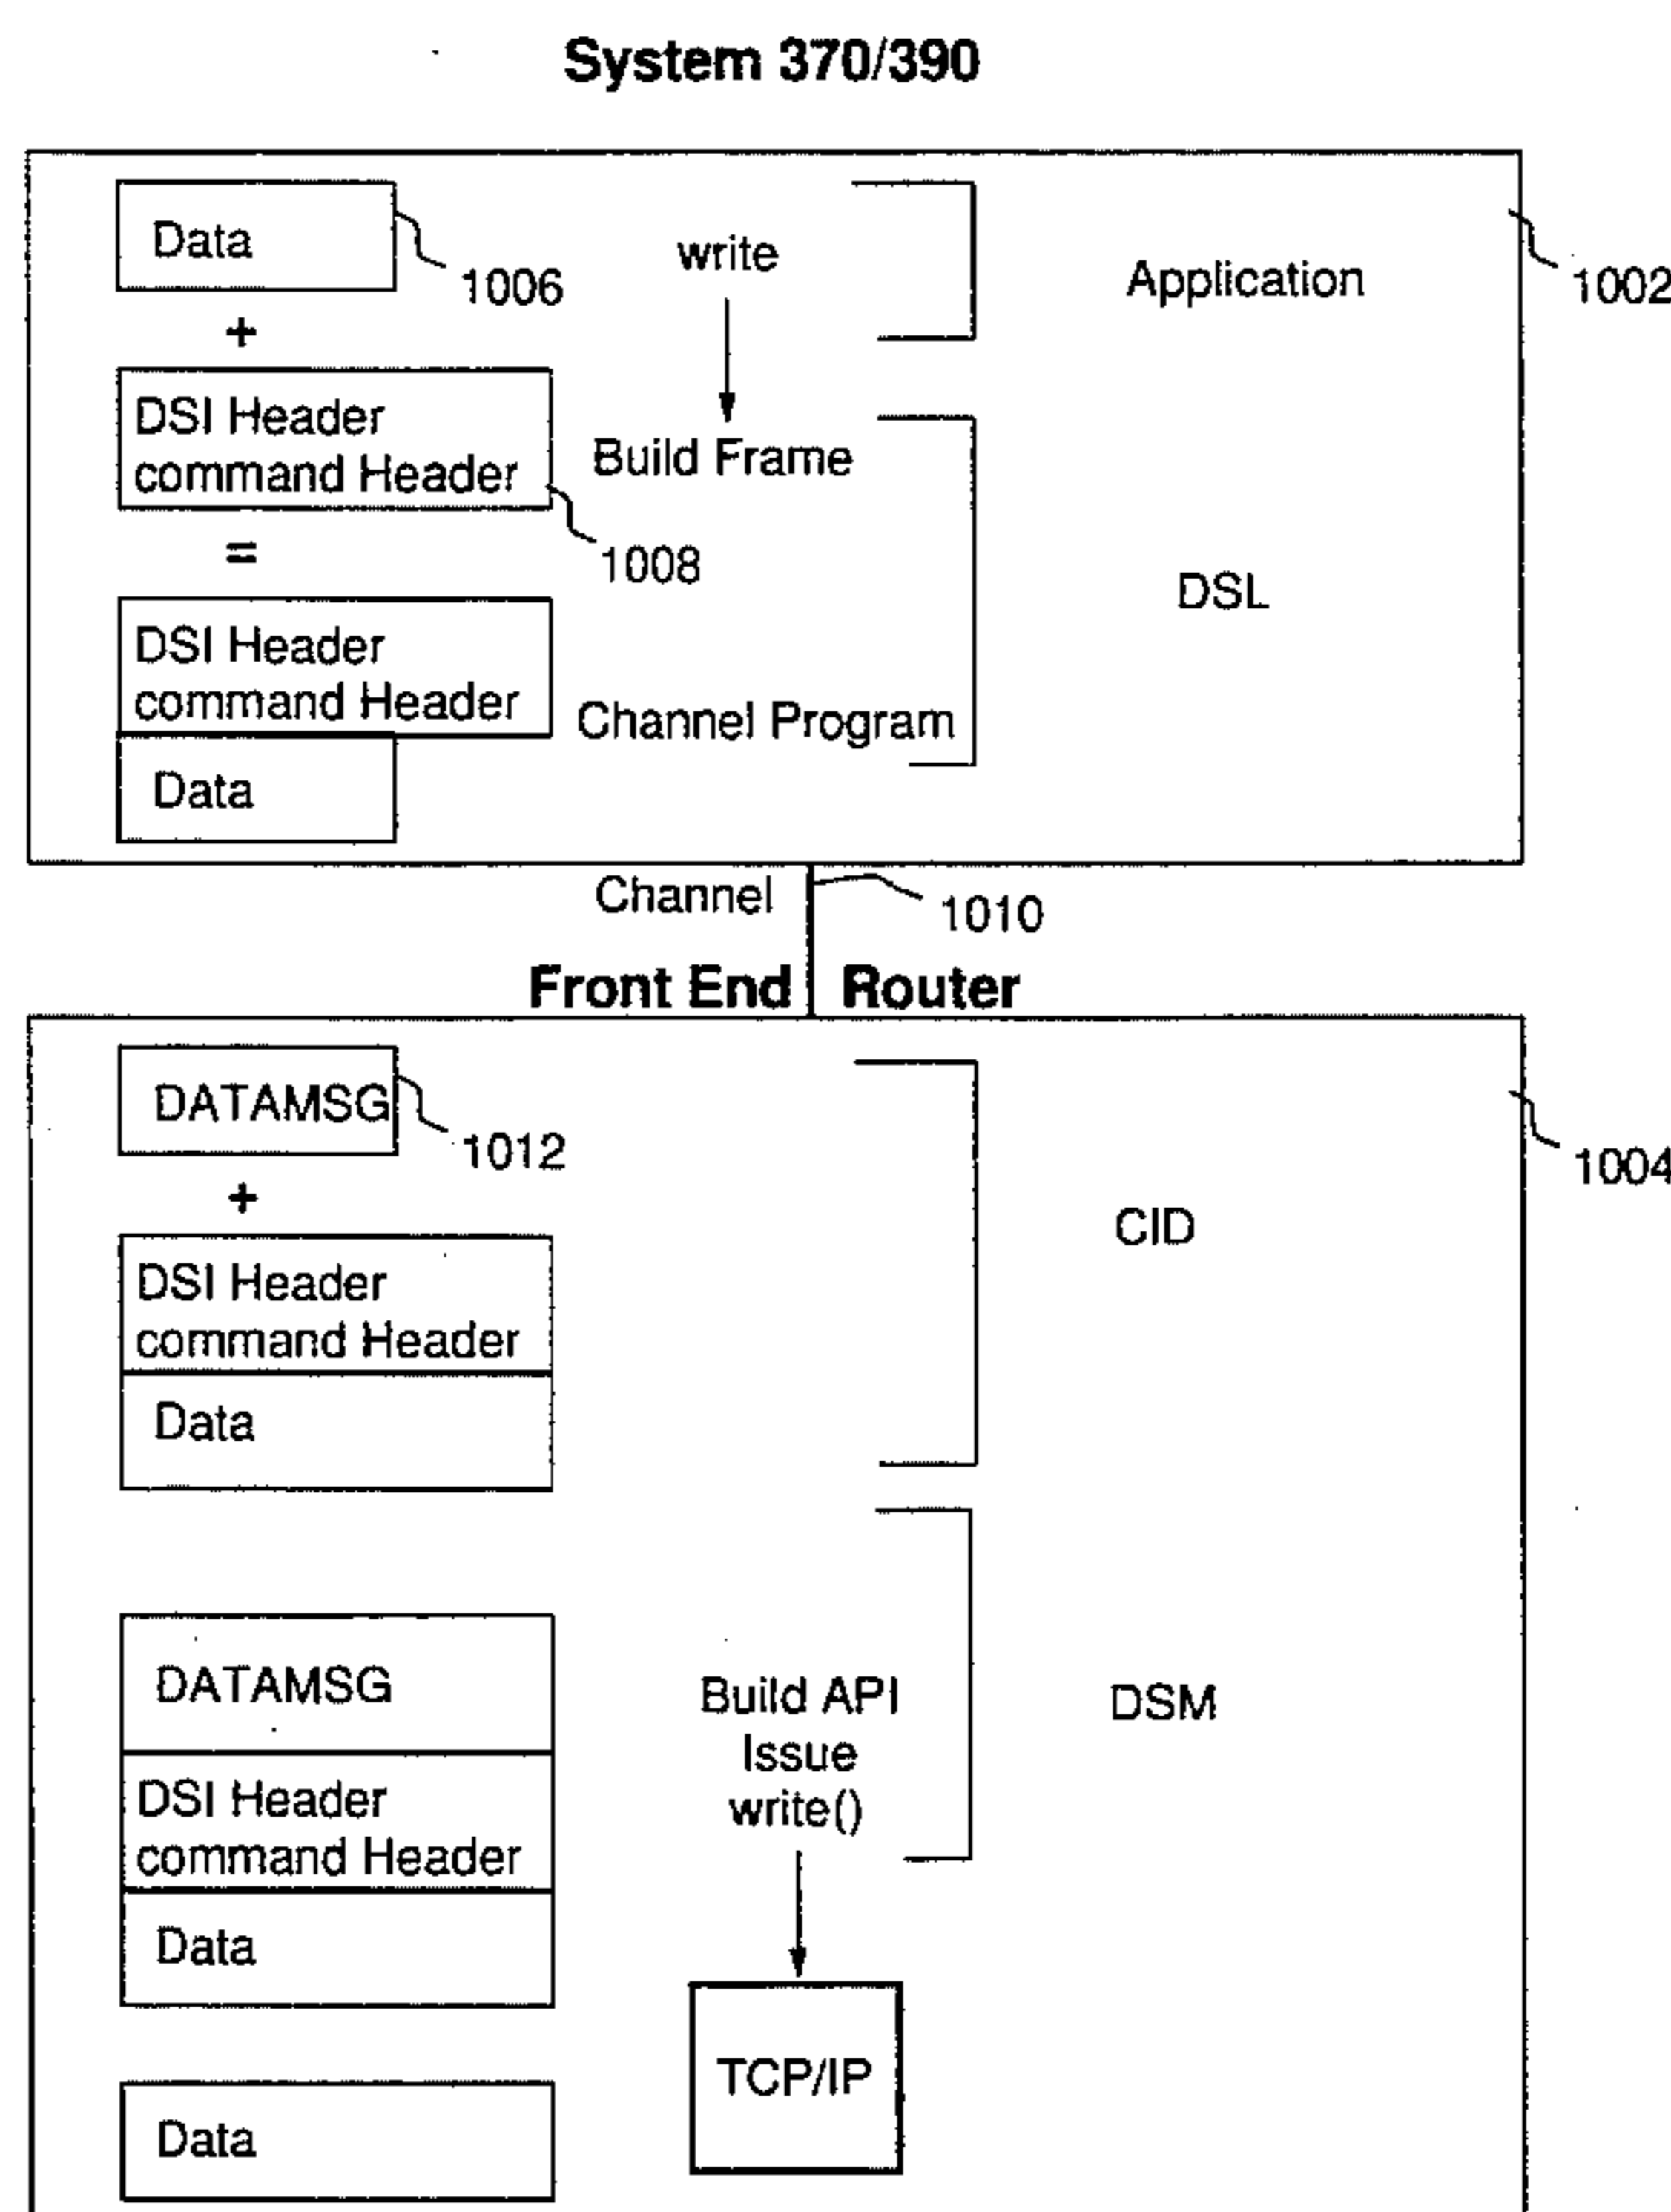 System 370/390
Data
1006
write
Application
1002
+
DSI Header
command Header
1008
Build Frame
=
DSL
DSI Header
command Header
Channel Program
Data
Channel
1010
Front End Router
DATAMSG
1012
1004
+
CID
DSI Header
command Header
Data
DATAMSG
Build API
Issue
write()
DSM
DSI Header
command Header
Data
TCP/IP
Data